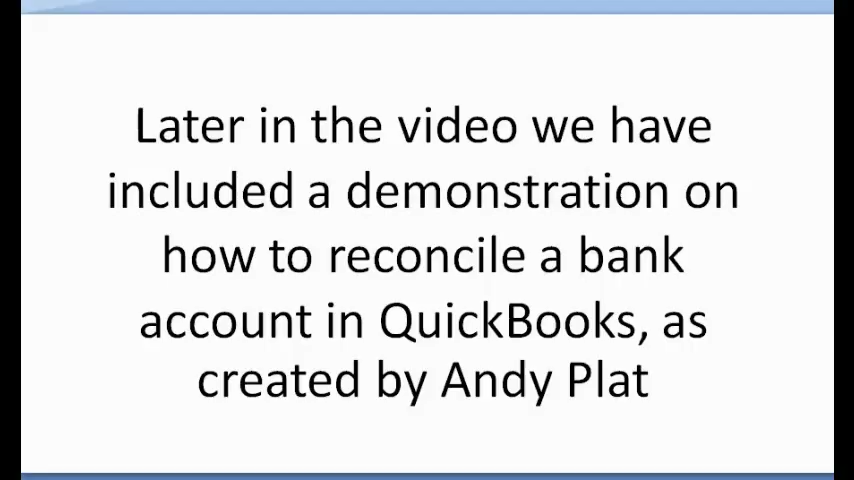 Later in the video we have
included a demonstration on
how to reconcile a bank
account in QuickBooks, as
created by Andy Plat